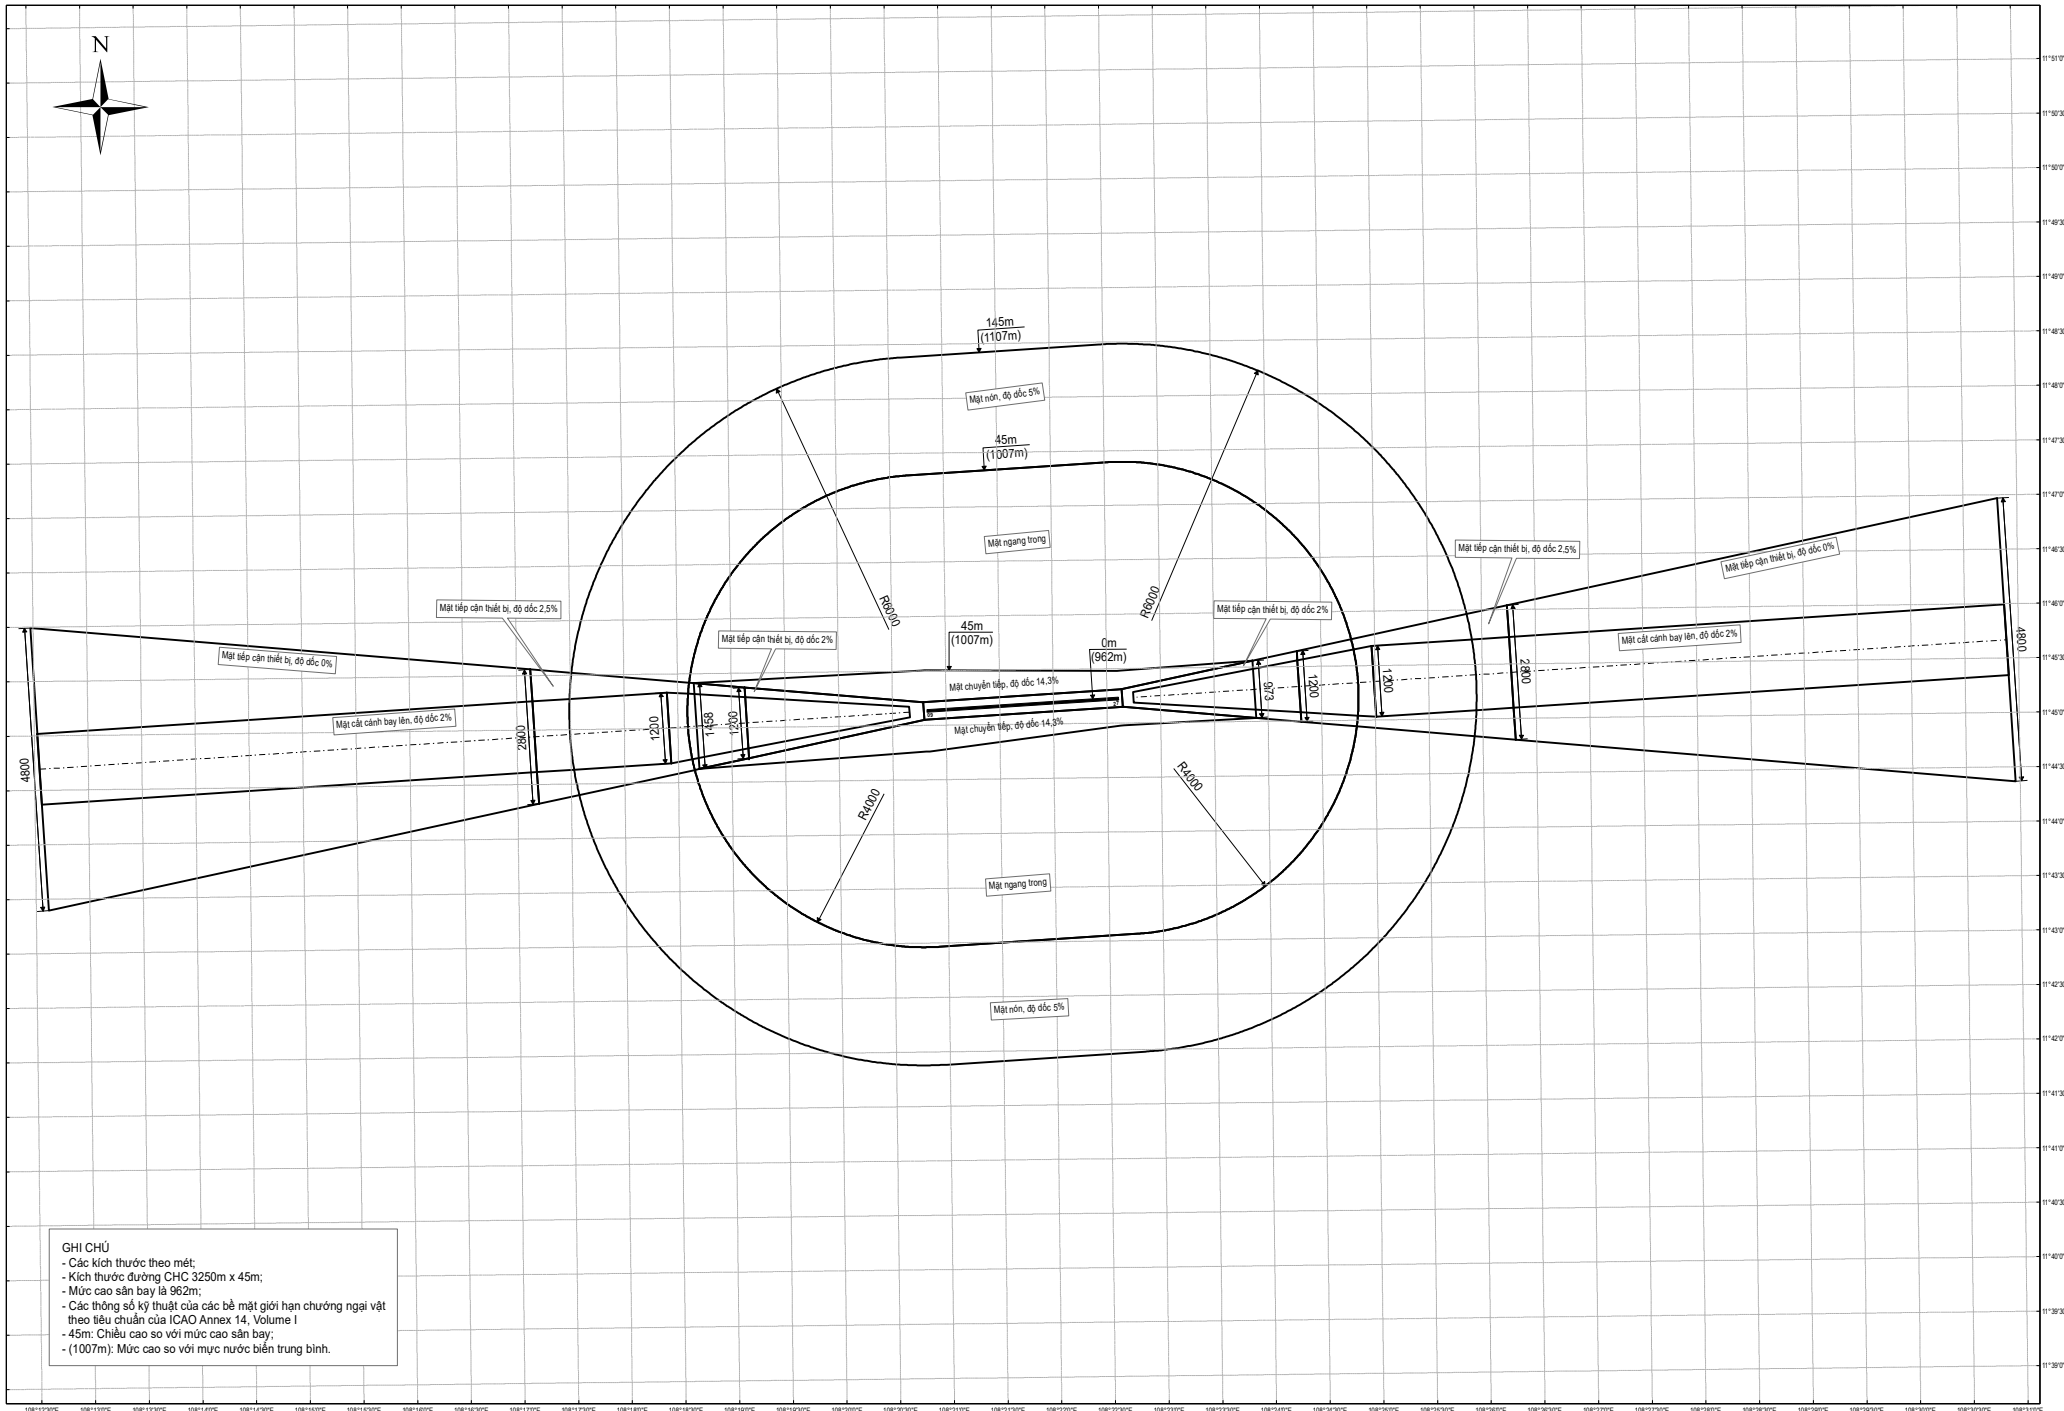 N
145m
(1107m)
Mặt nón, độ dốc 5%
45m
(1007m)
Mặt ngang trong
R6000
R6000
Mặt tiếp cận thiết bị, độ dốc 2,5%
Mặt tiếp cận thiết bị, độ dốc 0%
Mặt tiếp cận thiết bị, độ dốc 2,5%
Mặt tiếp cận thiết bị, độ dốc 2%
45m
(1007m)
0m
(962m)
Mặt tiếp cận thiết bị, độ dốc 2%
Mặt cất cánh bay lên, độ dốc 2%
Mặt tiếp cận thiết bị, độ dốc 0%
Mặt chuyển tiếp, độ dốc 14,3%
Mặt chuyển tiếp, độ dốc 14,3%
Mặt cất cánh bay lên, độ dốc 2%
4800
2800
1200
1458
1200
973
1200
1200
2800
4800
R4000
R4000
Mặt ngang trong
Mặt nón, độ dốc 5%
GHI CHÚ
- Các kích thước theo mét;
- Kích thước đường CHC 3250m x 45m;
- Mức cao sân bay là 962m;
- Các thông số kỹ thuật của các bề mặt giới hạn chướng ngại vật
theo tiêu chuẩn của ICAO Annex 14, Volume I
- 45m: Chiều cao so với mức cao sân bay;
- (1007m): Mức cao so với mực nước biển trung bình.